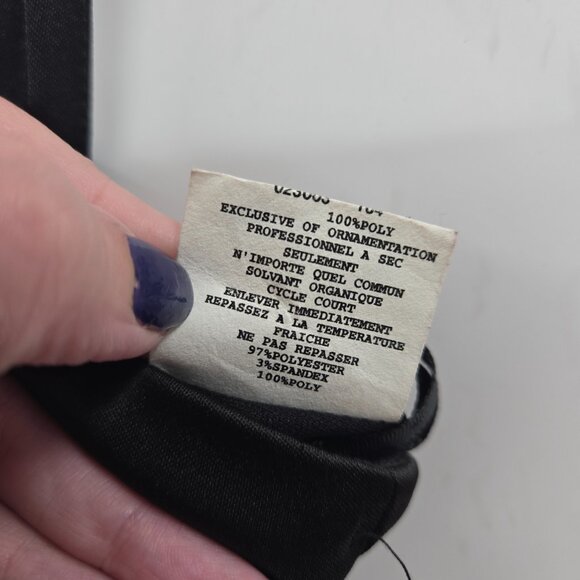 100%POLY
EXCLUSIVE OF ORNAMENTATION
PROFESSIONNEL A SEC
SEULEMENT
N'IMPORTE QUEL COMMUN
SOLVANT ORGANIQUE
CYCLE COURT
ENLEVER IMMEDIATEMENT
REPASSEZ A LA TEMPERATURE
FRAICHE
NE PAS REPASSER
97%POLYESTER
3%SPANDEX
100%POLY